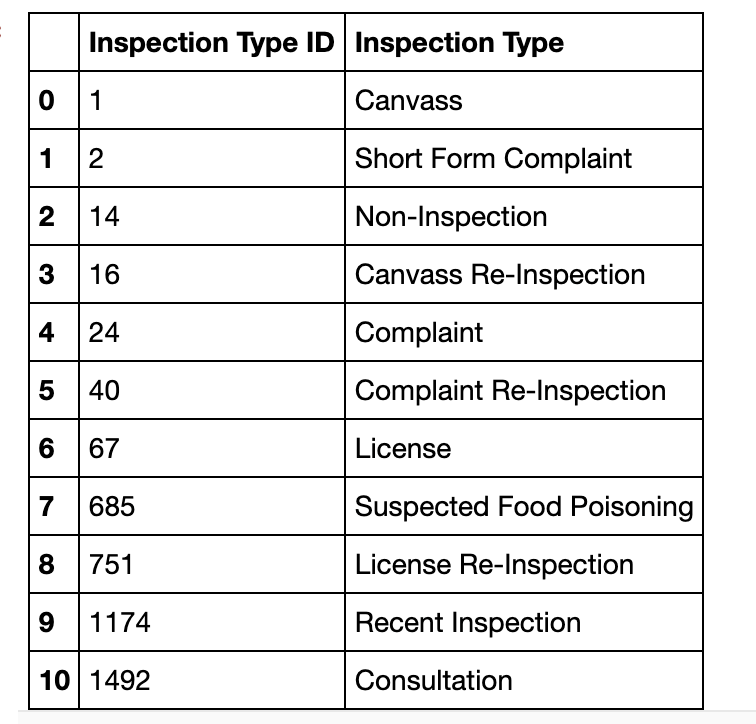 Inspection Type ID Inspection Type
0 1 Canvass
1 2 Short Form Complaint
2 14 Non-Inspection
3 16 Canvass Re-Inspection
4 24 Complaint
5 40 Complaint Re-Inspection
6 67 License
7 685 Suspected Food Poisoning
8 751 License Re-Inspection
9 1174 Recent Inspection
10 1492 Consultation